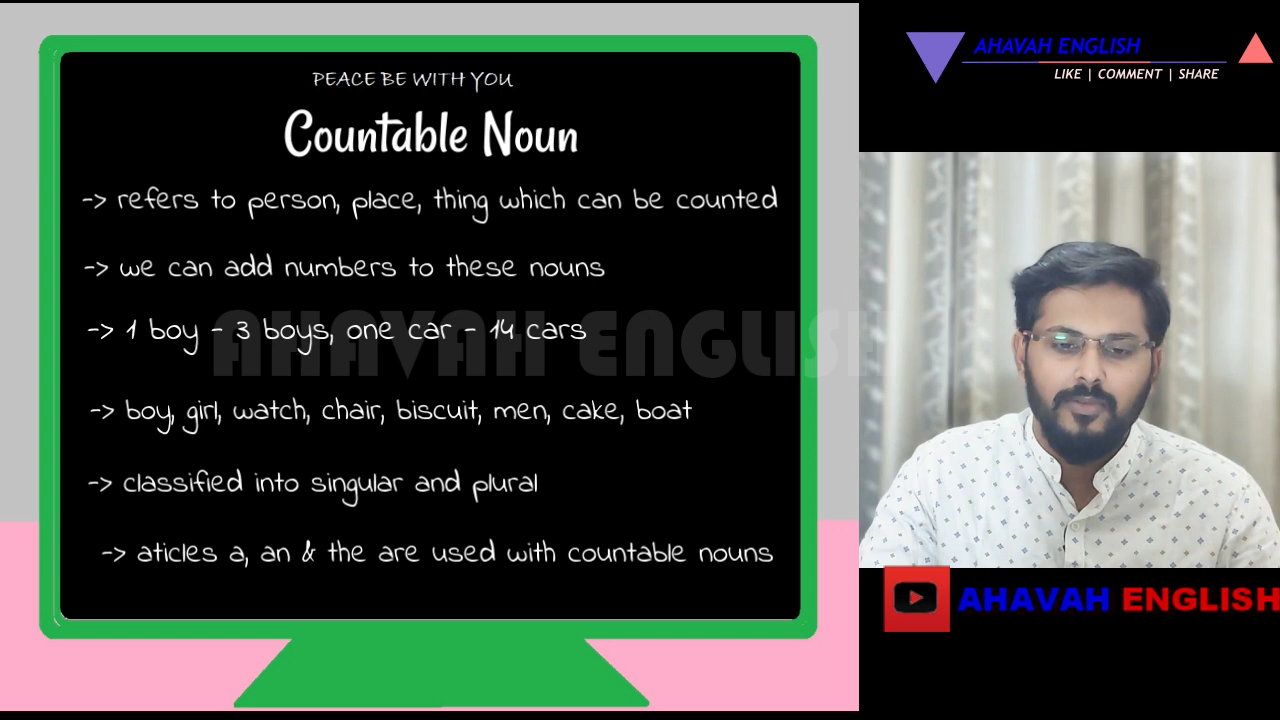 PEACE BE WITH YOU
Countable Noun
-> refers to person, place, thing which can be counted
-> we can add numbers to these nouns
-> 1 boy - 3 boys, one car - 14 cars
-> boy, girl, watch, chair, biscuit, men, cake, boat
-> classified into singular and plural
-> aticles a, an & the are used with countable nouns
AHAVAH ENGLISH
AHAVAH ENGLISH
LIKE | COMMENT | SHARE
AHAVAH ENGLISH